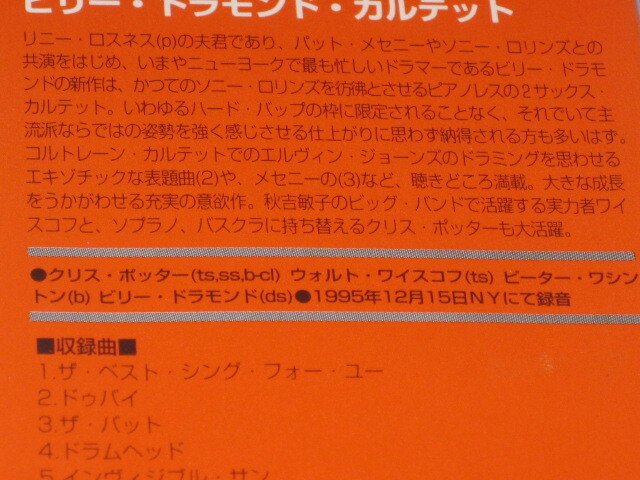 ビリー・ドラモンド・カルテット
リニー・ロスネス(p)の夫君であり、パット・メセニーやソニー・ロリンズとの
共演をはじめ、いまやニューヨークで最も忙しいドラマーであるビリー・ドラモ
ンドの新作は、かつてのソニー・ロリンズを彷彿とさせるピアノレスの2サックス・
カルテット。いわゆるハード・バップの枠に限定されることなく、それでいて主
流派ならではの姿勢を強く感じさせる仕上がりに思わず納得される方も多いはず。
コルトレーン・カルテットでのエルヴィン・ジョーンズのドラミングを思わせる
エキゾチックな表題曲(2)や、メセニーの(3)など、聴きどころ満載。大きな成長
をうかがわせる充実の意欲作。秋吉敏子のビッグ・バンドで活躍する実力者ワイ
スコフと、ソプラノ、バスクラに持ち替えるクリス・ポッターも大活躍。
●クリス・ポッター(ts,ss,b-cl) ウォルト・ワイスコフ(ts) ピーター・ワシン
トン(b) ビリー・ドラモンド(ds)●1995年12月15日NYにて録音
■収録曲■
1.ザ・ベスト・シング・フォー・ユー
2.ドゥバイ
3.ザ・バット
4.ドラムヘッド
5.インヴィジブル・サン